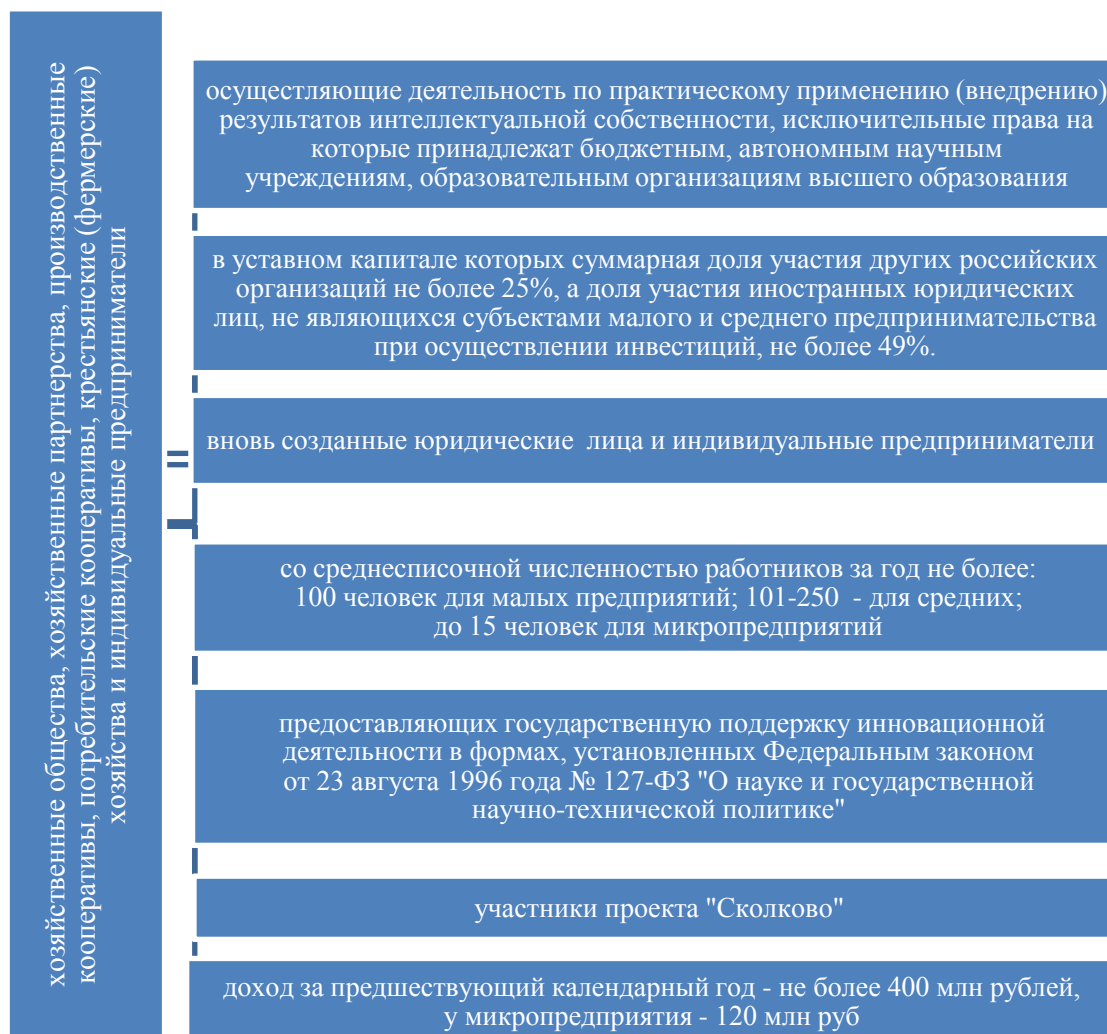 хозяйственные общества, хозяйственные партнерства, производственные
кооперативы, потребительские кооперативы, крестьянские (фермерские)
хозяйства и индивидуальные предприниматели
осущестляющие деятельность по практическому применению (внедрению)
результатов интеллектуальной собственности, исключительные права на
которые принадлежат бюджетным, автономным научным
учреждениям, образовательным организациям высшего образования
в уставном капитале которых суммарная доля участия других российских
организаций не более 25%, а доля участия иностранных юридических
лиц, не являющихся субъектами малого и среднего предпринимательства
при осуществлении инвестиций, не более 49%.
вновь созданные юридические лица и индивидуальные предприниматели
со среднесписочной численностью работников за год не более:
100 человек для малых предприятий; 101-250 - для средних;
до 15 человек для микропредприятий
предоставляющих государственную поддержку инновационной
деятельности в формах, установленных Федеральным законом
от 23 августа 1996 года № 127-ФЗ "О науке и государственной
научно-технической политике"
участники проекта "Сколково"
доход за предшествующий календарный год - не более 400 млн рублей,
у микропредприятия - 120 млн руб